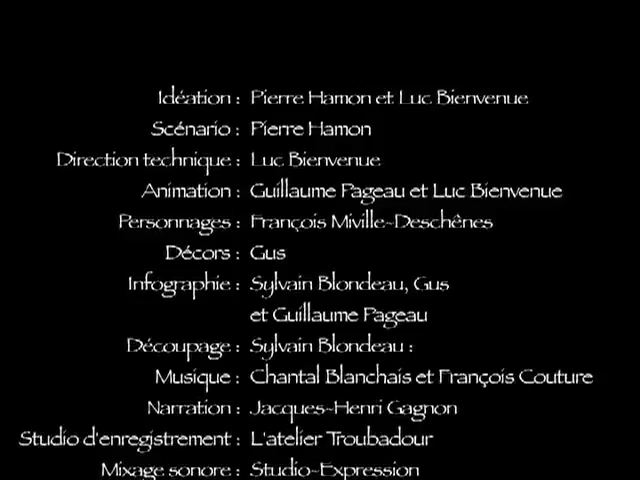 Idéation : Pierre Hamon et Luc Bienvenue
Scénario : Pierre Hamon
Direction technique : Luc Bienvenue
Animation : Guillaume Pageau et Luc Bienvenue
Personnages : François Miville-Deschênes
Décors : Gus
Infographie : Sylvain Blondeau, Gus
et Guillaume Pageau
Découpage : Sylvain Blondeau :
Musique : Chantal Blanchais et François Couture
Narration : Jacques-Henri Gagnon
Studio d'enregistrement : L'atelier Troubadour
Mixage sonore : Studio-Expression